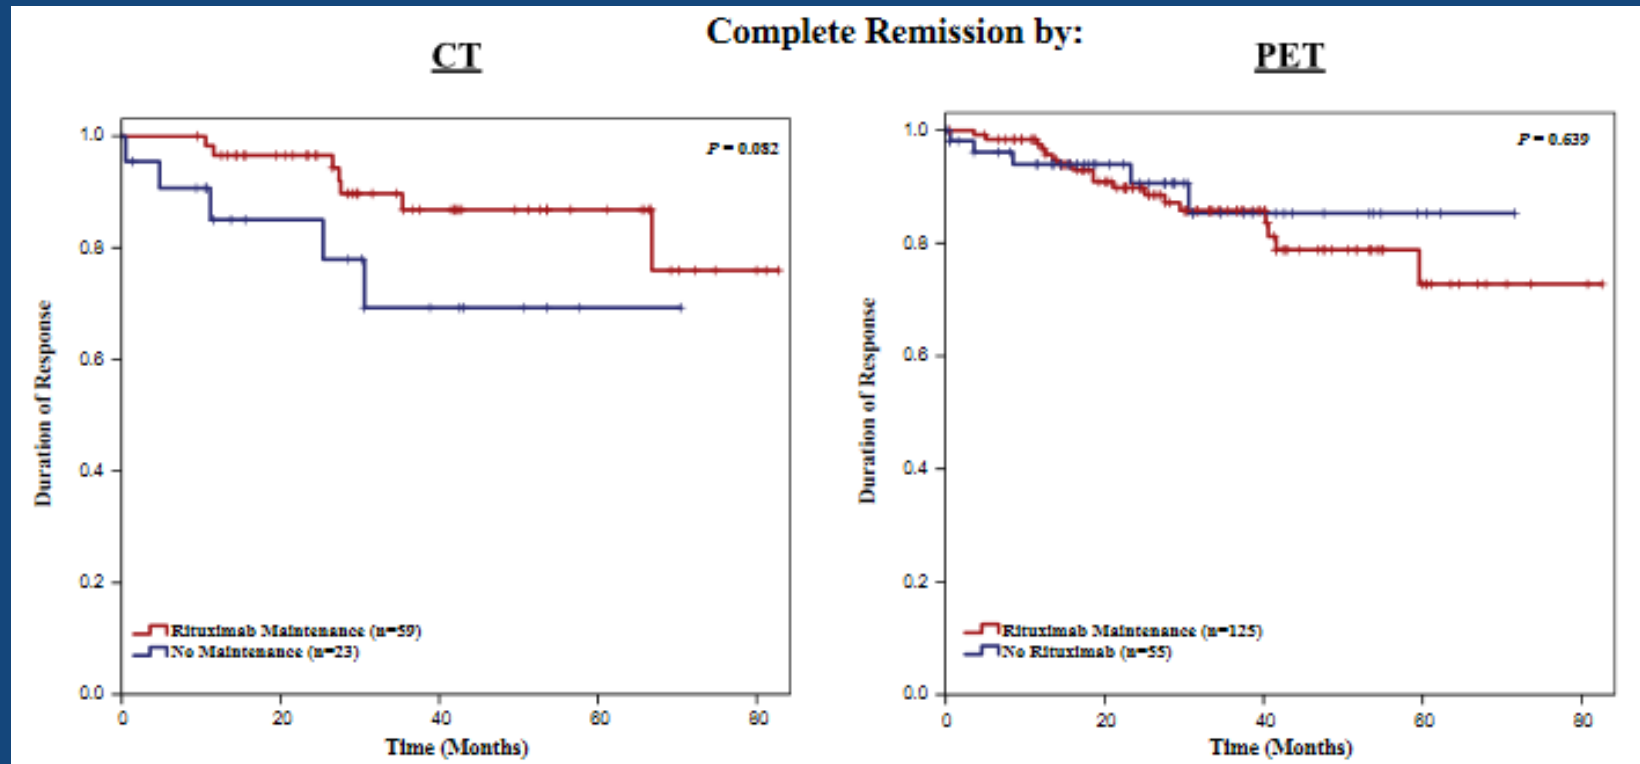 Complete Remission by:
CT
PET
1.0
0.8
0.6
0.4
0.2
0.0
Duration of Response
P = 0.082
Rituximab Maintenance (n=59)
No Maintenance (n=23)
0 20 40 60 80
Time (Months)
1.0
0.8
0.6
0.4
0.2
0.0
Duration of Response
P = 0.639
Rituximab Maintenance (n=125)
No Rituximab (n=55)
0 20 40 60 80
Time (Months)